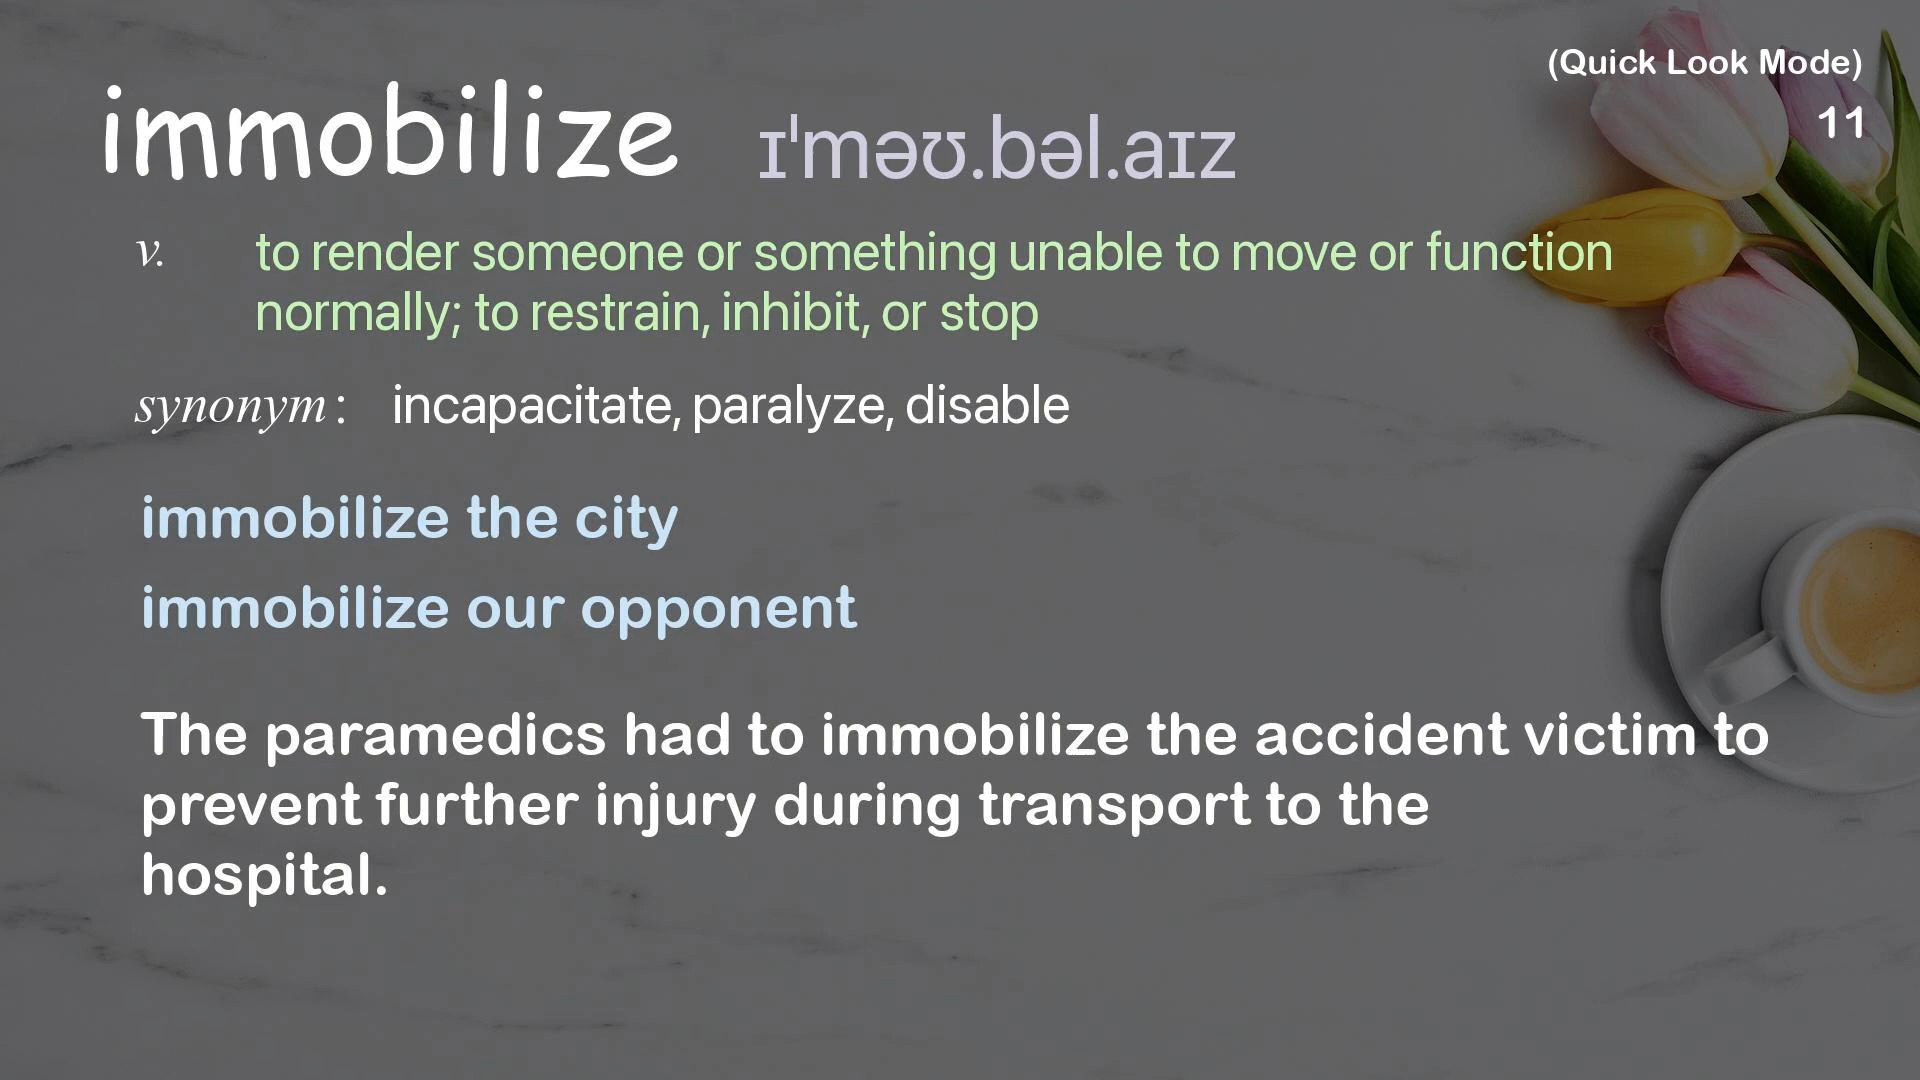 (Quick Look Mode)
11
immobilize ɪˈməʊ.bəl.aɪz
v. to render someone or something unable to move or function
normally; to restrain, inhibit, or stop
synonym : incapacitate, paralyze, disable
immobilize the city
immobilize our opponent
The paramedics had to immobilize the accident victim to
prevent further injury during transport to the
hospital.